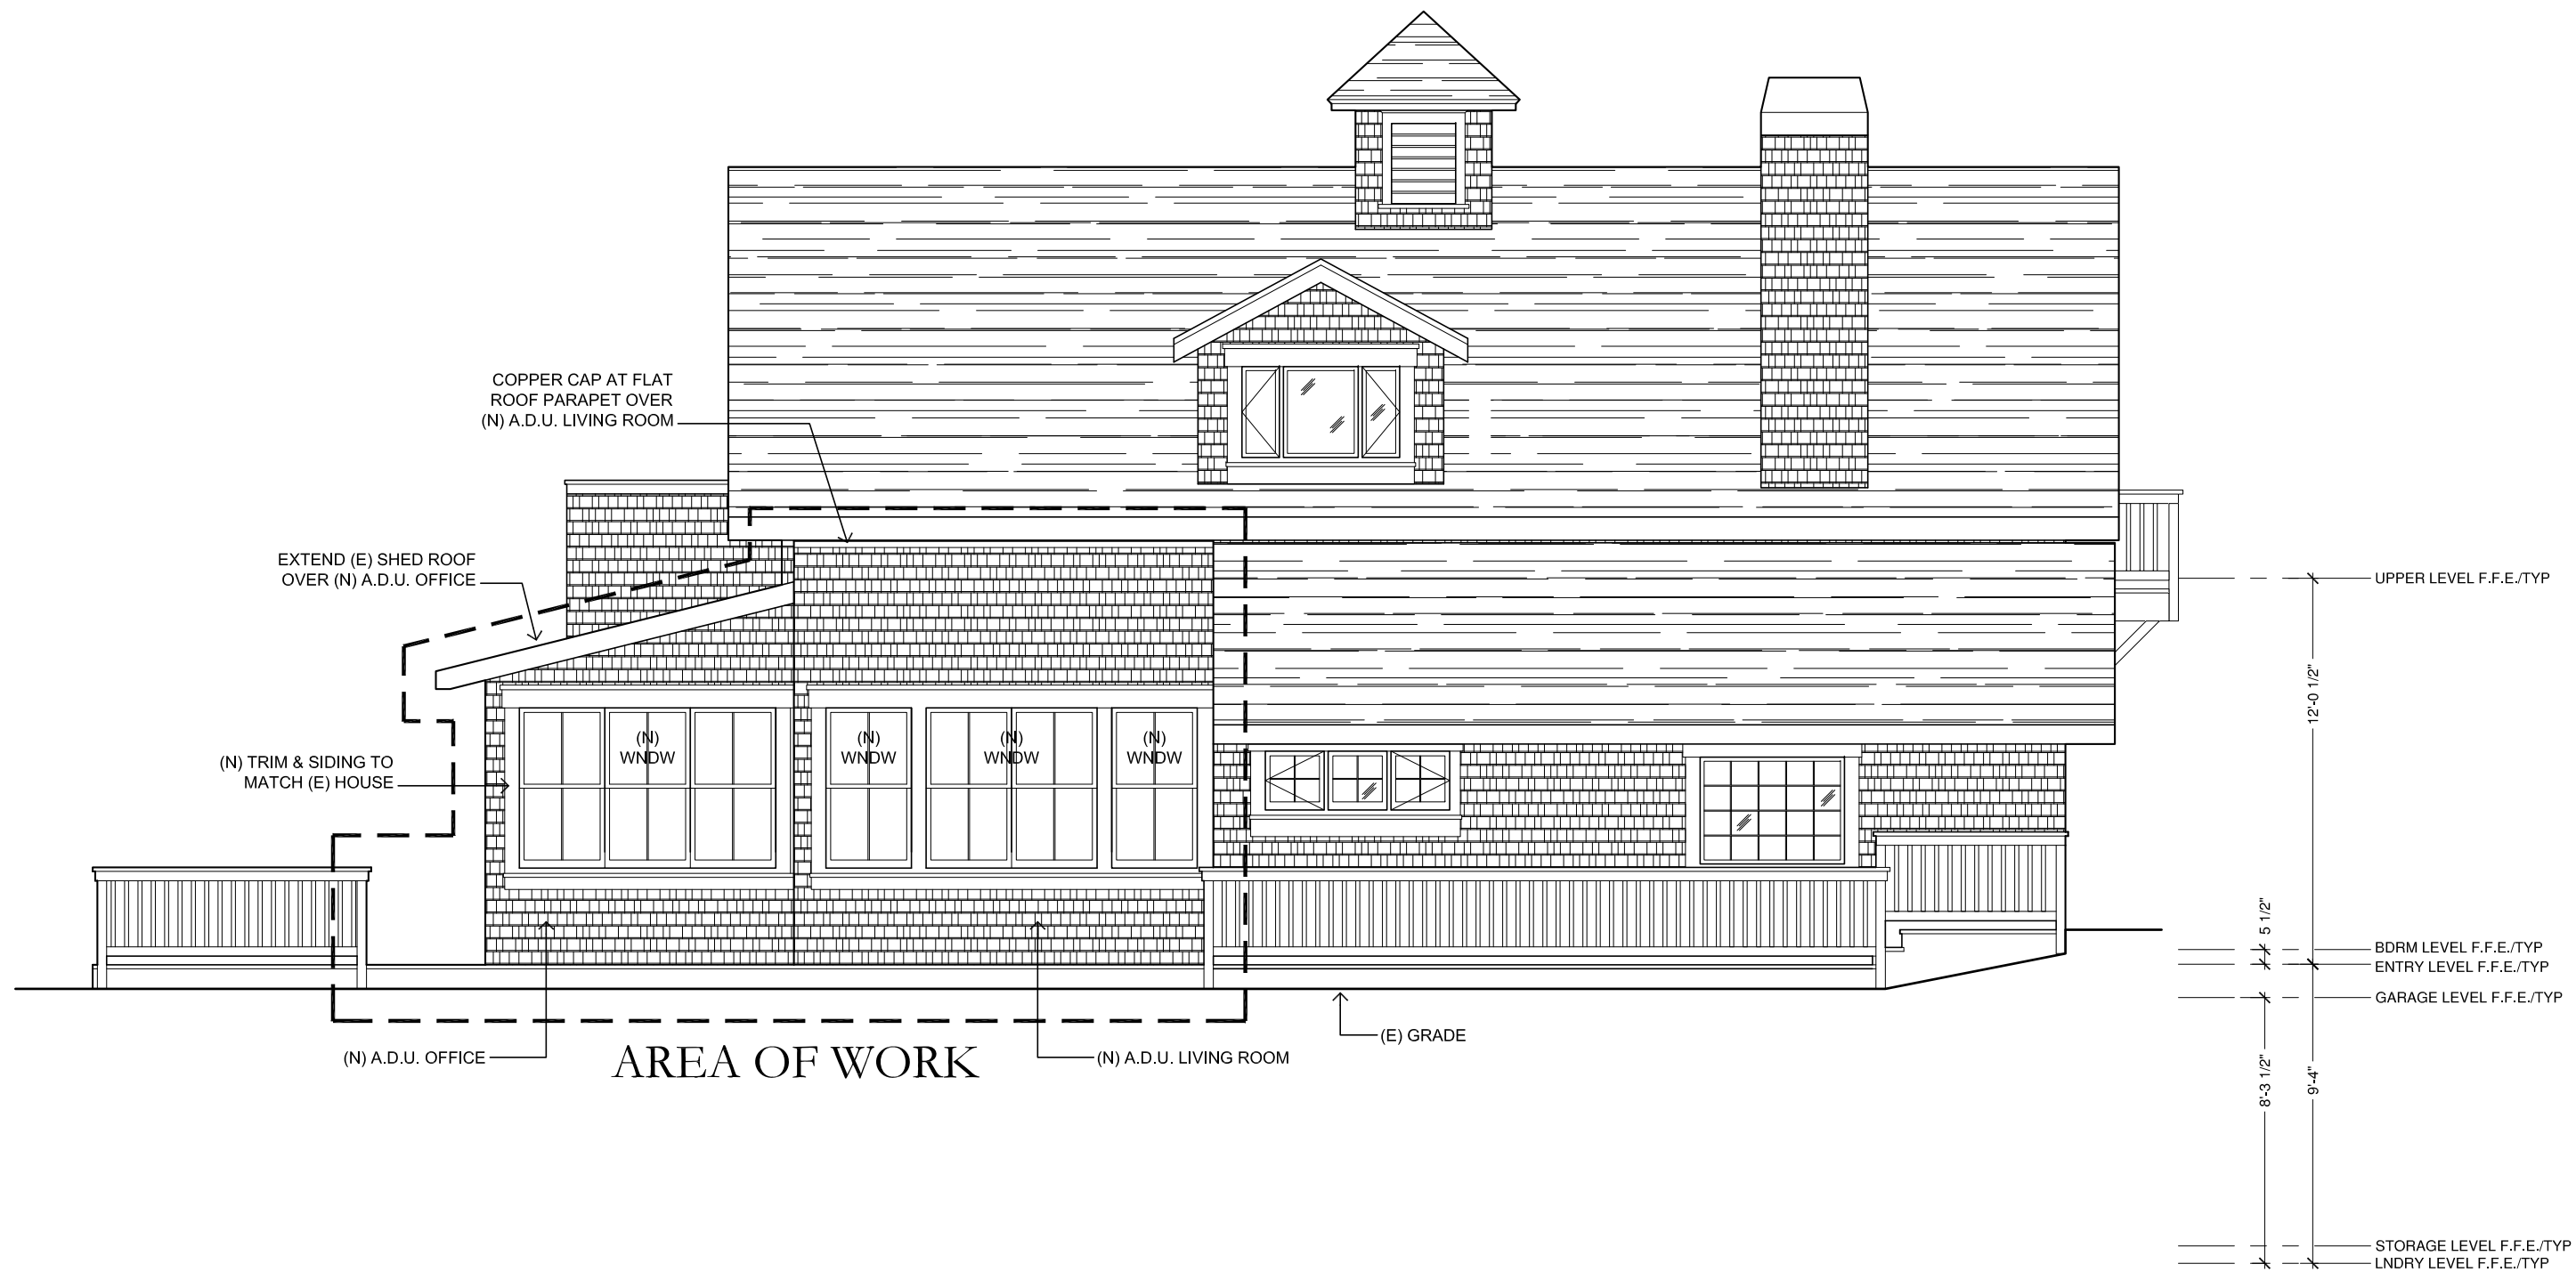 COPPER CAP AT FLAT
ROOF PARAPET OVER
(N) A.D.U. LIVING ROOM
EXTEND (E) SHED ROOF
OVER (N) A.D.U. OFFICE
UPPER LEVEL F.F.E./TYP
12'-0 1/2"
(N) TRIM & SIDING TO
MATCH (E) HOUSE
(N)
WNDW
(N)
WNDW
(N)
WNDW
(N)
WNDW
5 1/2"
BDRM LEVEL F.F.E./TYP
ENTRY LEVEL F.F.E./TYP
GARAGE LEVEL F.F.E./TYP
(E) GRADE
(N) A.D.U. OFFICE
AREA OF WORK
(N) A.D.U. LIVING ROOM
8'-3 1/2"
9'-4"
STORAGE LEVEL F.F.E./TYP
LNDRY LEVEL F.F.E./TYP